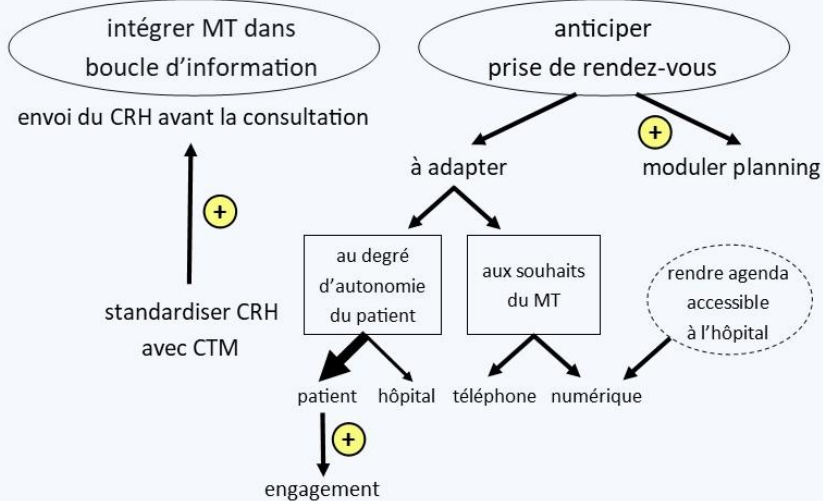 intégrer MT dans
boucle d’information
envoi du CRH avant la consultation
+
standardiser CRH
avec CTM
anticiper
prise de rendez-vous
+
à adapter
moduler planning
au degré
d’autonomie
du patient
aux souhaits
du MT
rendre agenda
accessible
à l’hôpital
patient
hôpital
téléphone
numérique
+
engagement